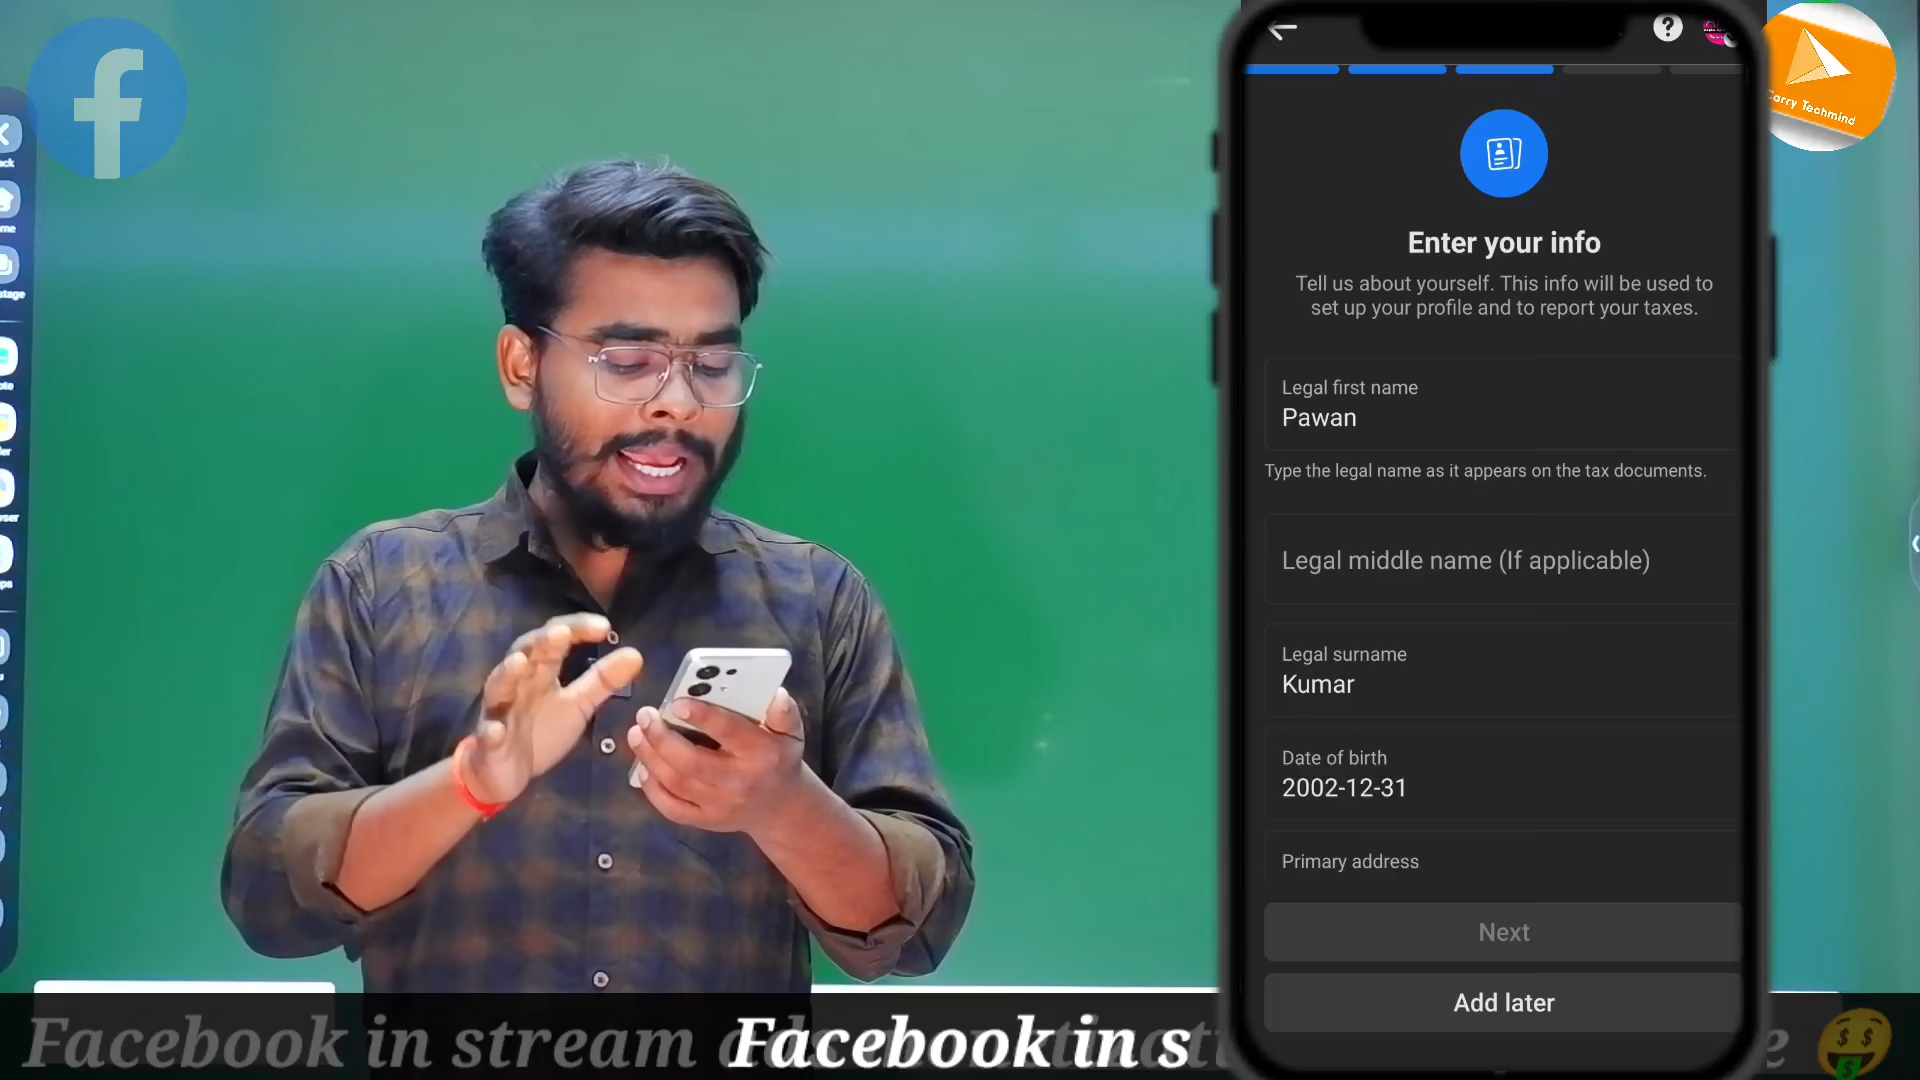 Carry Techmind
Enter your info
Tell us about yourself. This info will be used to
set up your profile and to report your taxes.
Legal first name
Pawan
Type the legal name as it appears on the tax documents.
Legal middle name (If applicable)
Legal surname
Kumar
Date of birth
2002-12-31
Primary address
Next
Add later
Facebook in stream
Facebook in s